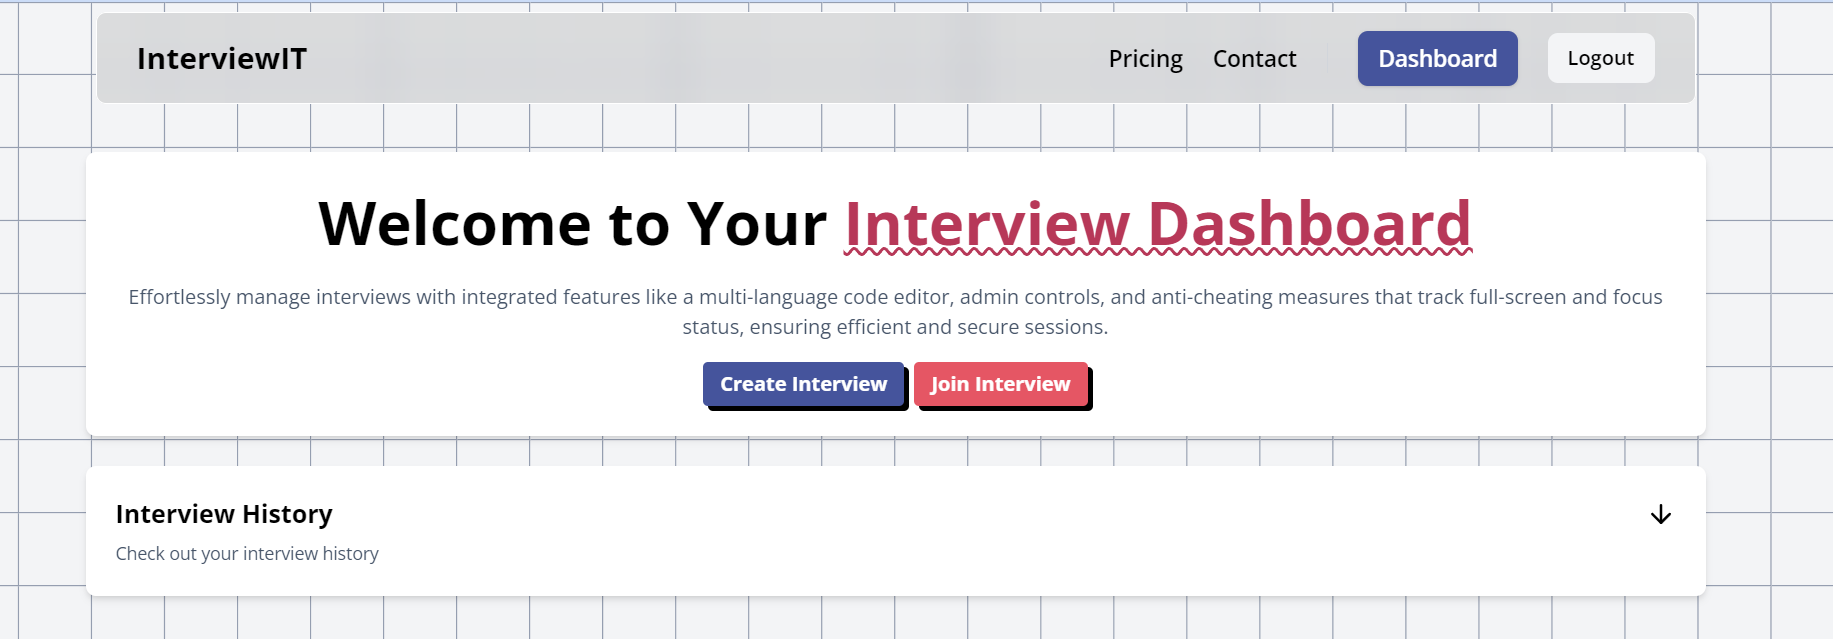 InterviewIT
Pricing
Contact
Dashboard
Logout
Welcome to Your Interview Dashboard
Effortlessly manage interviews with integrated features like a multi-language code editor, admin controls, and anti-cheating measures that track full-screen and focus
status, ensuring efficient and secure sessions.
Create Interview
Join Interview
Interview History
Check out your interview history